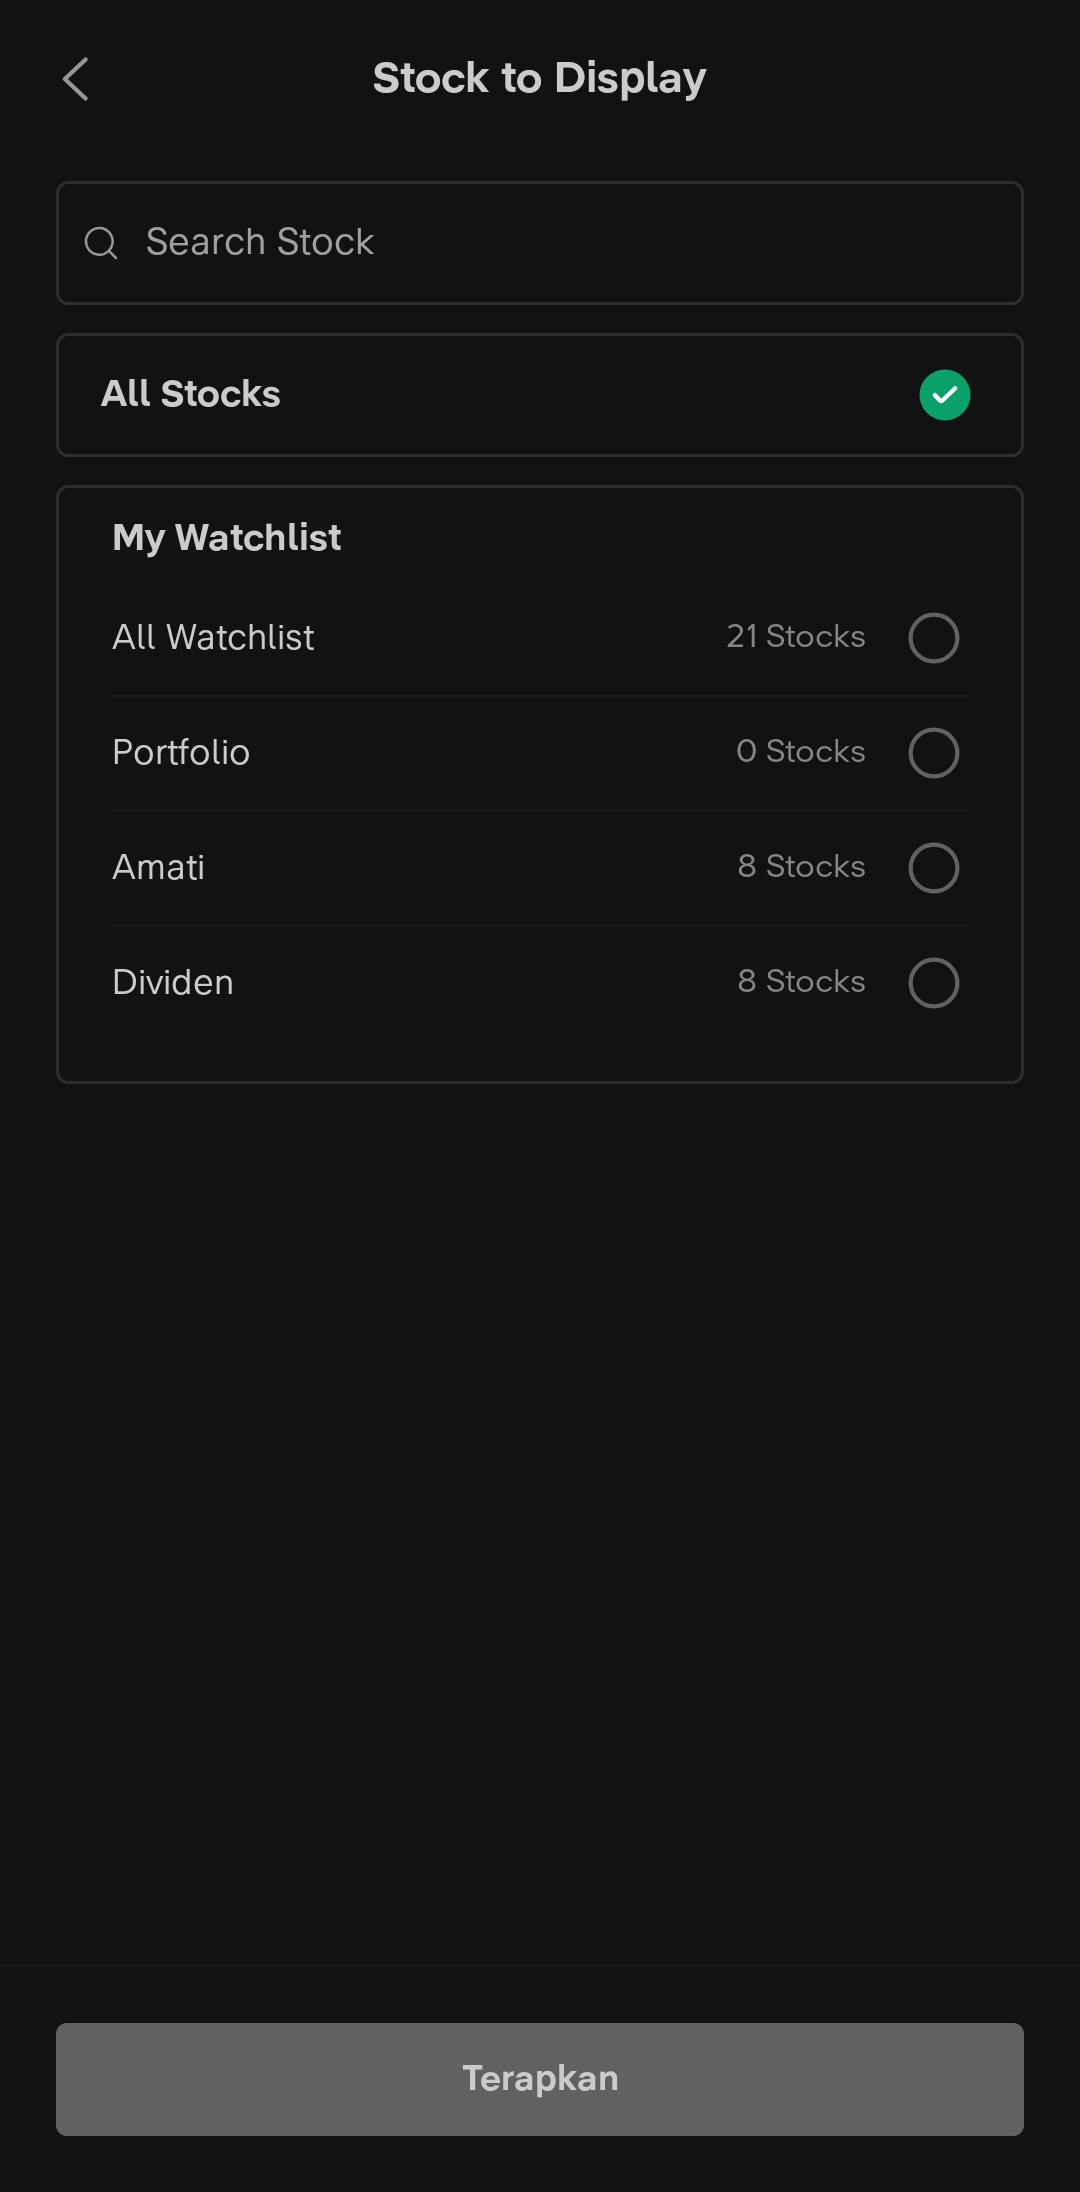 Stock to Display
Search Stock
All Stocks
My Watchlist
All Watchlist 21 Stocks
Portfolio 0 Stocks
Amati 8 Stocks
Dividen 8 Stocks
Terapkan